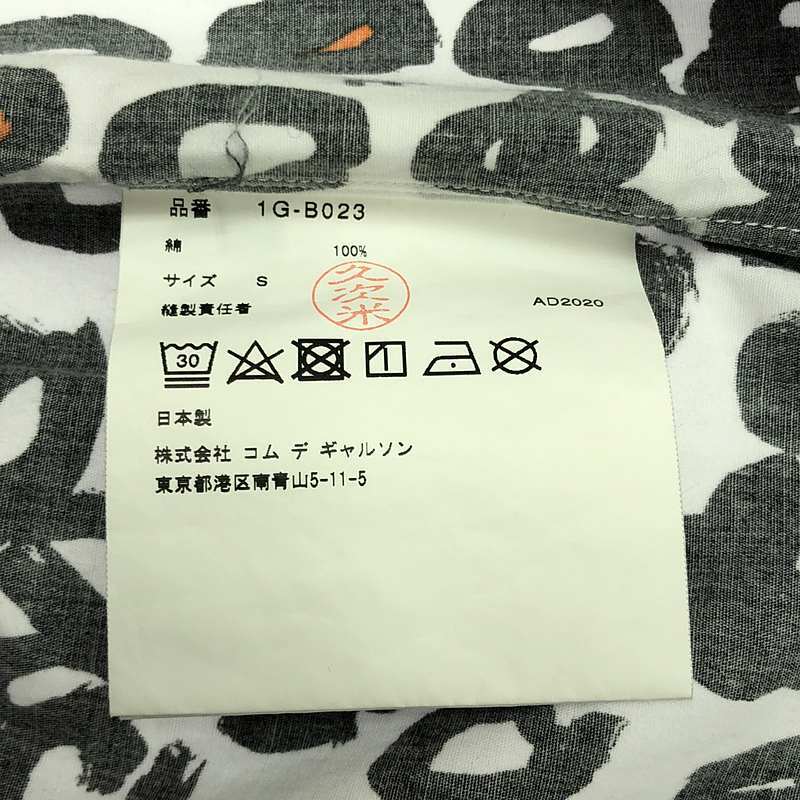 品番 1G-B023
綿 100%
サイズ S
久次米
縫製責任者
AD2020
30
日本製
株式会社 コム デ ギャルソン
東京都港区南青山5-11-5